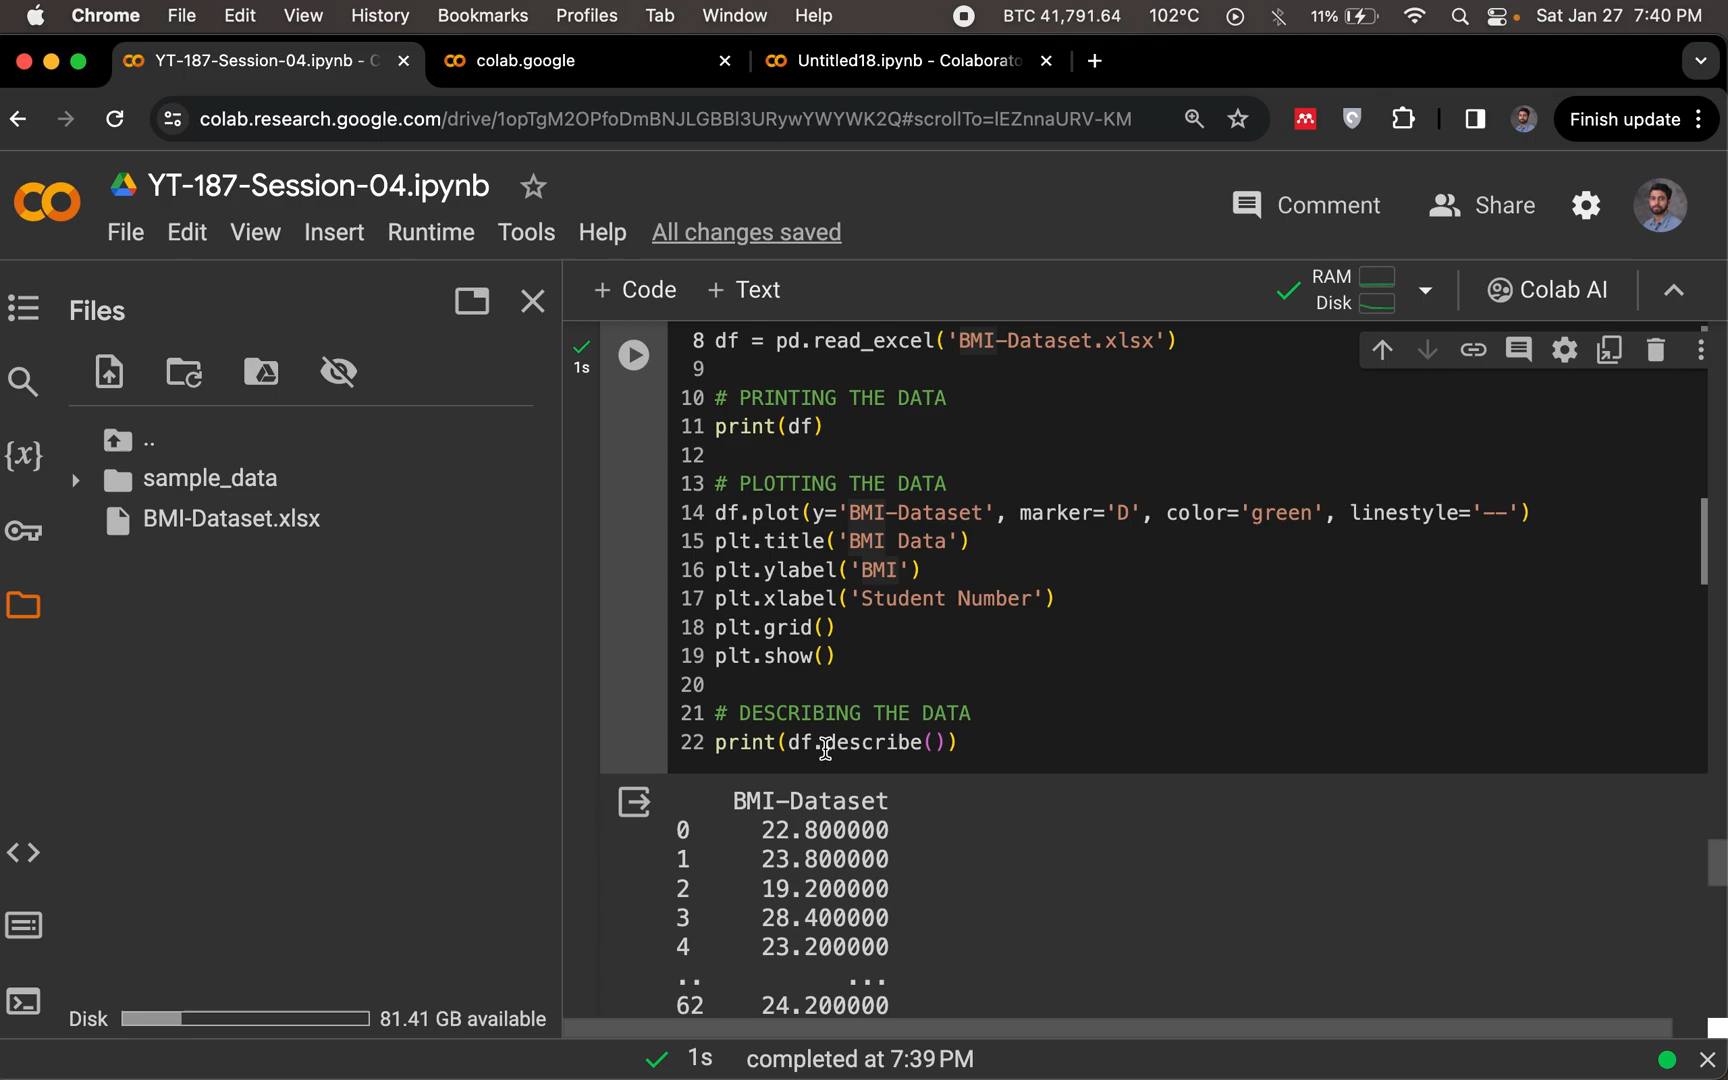 Chrome File Edit View History Bookmarks Profiles Tab Window Help BTC 41,791.64 102°C 11% Sat Jan 27 7:40 PM
YT-187-Session-04.ipynb - C colab.google Untitled18.ipynb - Colaborato
colab.research.google.com/drive/1opTgM2OPfoDmBNJLGBBl3URywYWYWK2Q#scrollTo=lEZnnaURV-KM Finish update
YT-187-Session-04.ipynb Comment Share
File Edit View Insert Runtime Tools Help All changes saved
Files + Code + Text RAM Disk Colab AI
{x}
..
sample_data
BMI-Dataset.xlsx
Disk 81.41 GB available
1s
8 df = pd.read_excel('BMI-Dataset.xlsx')
9
10 # PRINTING THE DATA
11 print(df)
12
13 # PLOTTING THE DATA
14 df.plot(y='BMI-Dataset', marker='D', color='green', linestyle='--')
15 plt.title('BMI Data')
16 plt.ylabel('BMI')
17 plt.xlabel('Student Number')
18 plt.grid()
19 plt.show()
20
21 # DESCRIBING THE DATA
22 print(df.describe())
BMI-Dataset
0 22.800000
1 23.800000
2 19.200000
3 28.400000
4 23.200000
.. ...
62 24.200000
1s completed at 7:39 PM